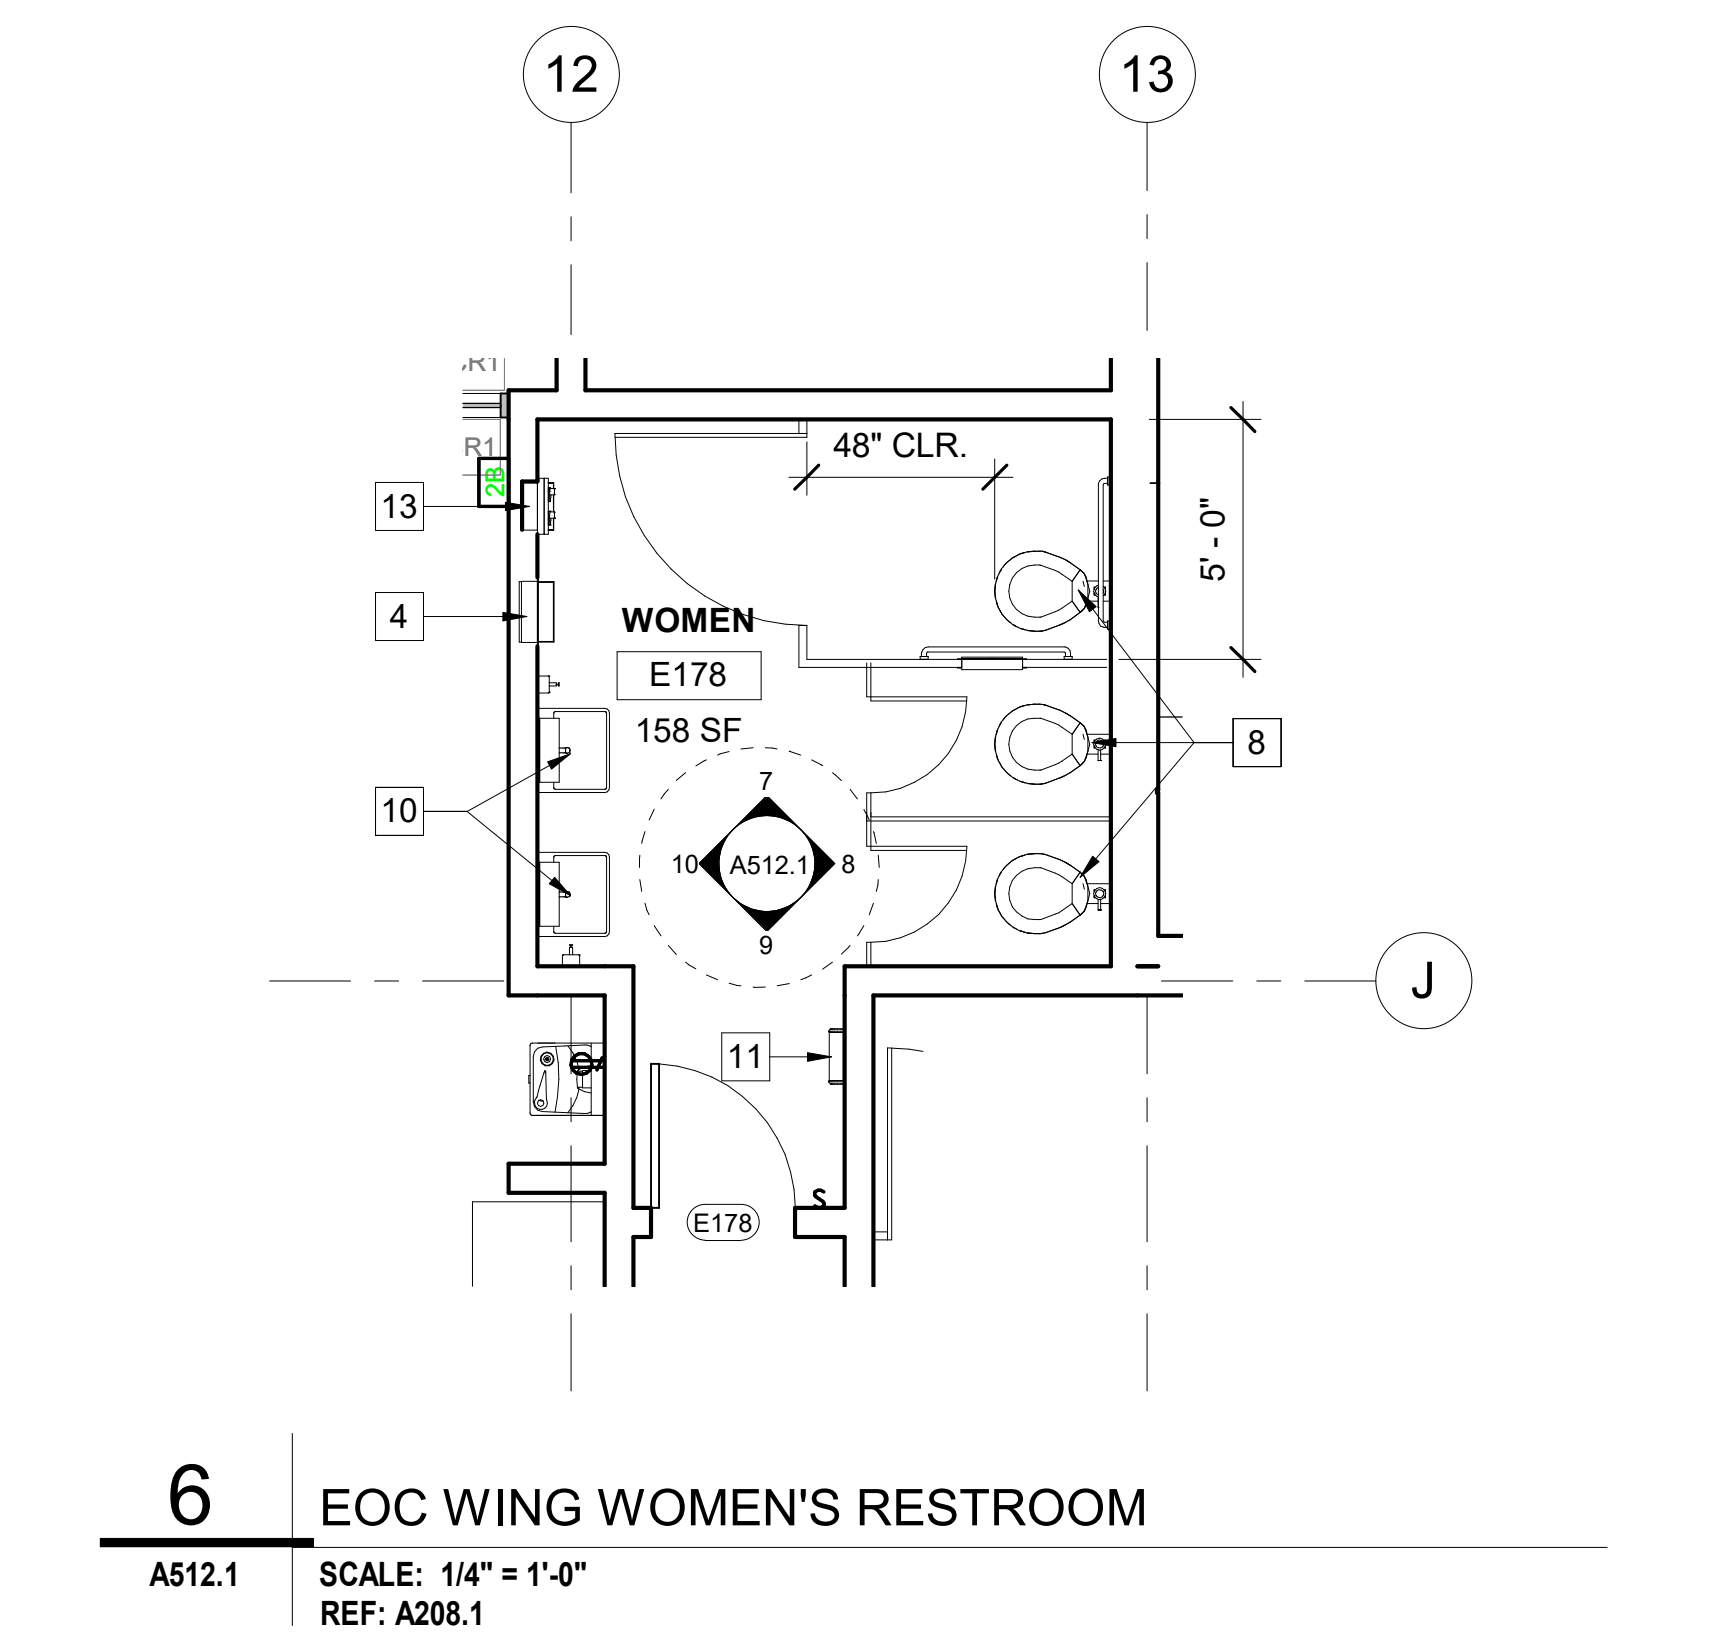 12
13
48" CLR.
2B
13
5' - 0"
4
WOMEN
E178
158 SF
8
7
10
10
A512.1
8
9
J
11
S
E178
6
EOC WING WOMEN'S RESTROOM
A512.1
SCALE: 1/4" = 1'-0"
REF: A208.1